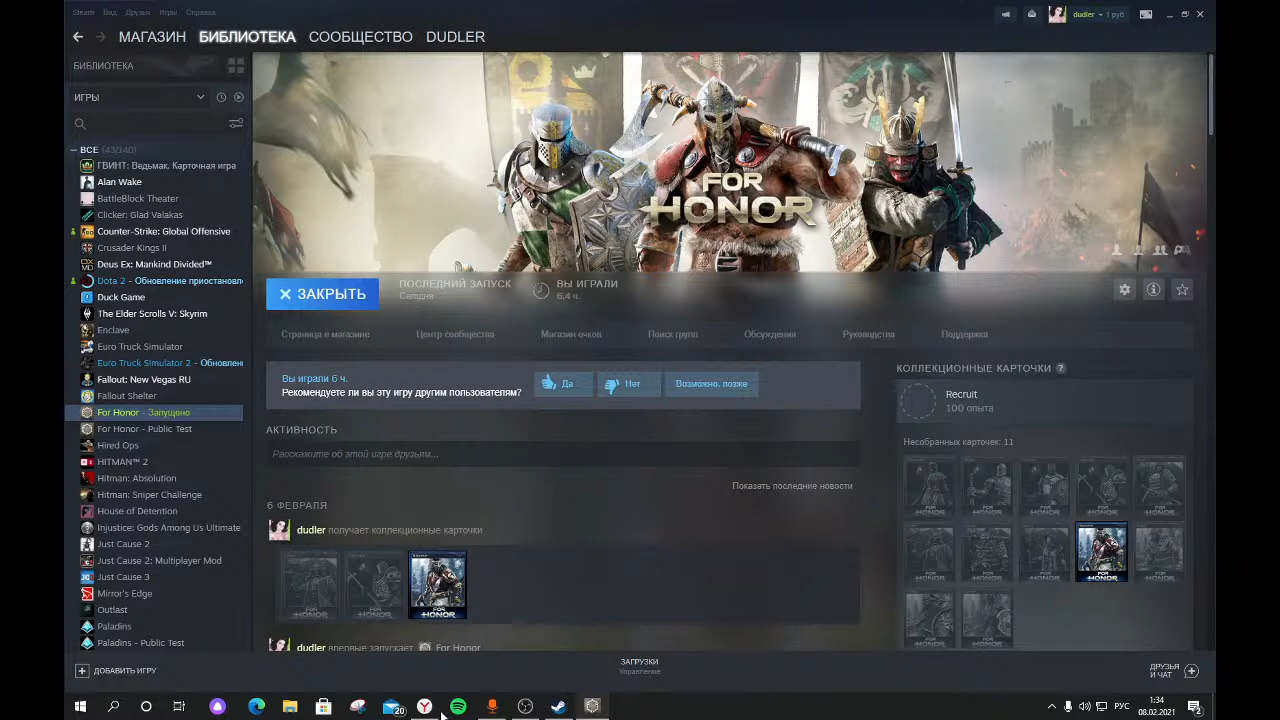 Steam Вид Друзья Игры Справка
dudler 1 руб
МАГАЗИН БИБЛИОТЕКА СООБЩЕСТВО DUDLER
БИБЛИОТЕКА
ИГРЫ
ВСЕ (43/140)
ГВИНТ: Ведьмак. Карточная игра
Alan Wake
BattleBlock Theater
Clicker: Glad Valakas
Counter-Strike: Global Offensive
Crusader Kings II
Deus Ex: Mankind Divided™
Dota 2 - Обновление приостановл
Duck Game
The Elder Scrolls V: Skyrim
Enclave
Euro Truck Simulator
Euro Truck Simulator 2 - Обновлен
Fallout: New Vegas RU
Fallout Shelter
For Honor - Запущено
For Honor - Public Test
Hired Ops
HITMAN™ 2
Hitman: Absolution
Hitman: Sniper Challenge
House of Detention
Injustice: Gods Among Us Ultimate
Just Cause 2
Just Cause 2: Multiplayer Mod
Just Cause 3
Mirror's Edge
Outlast
Paladins
Paladins - Public Test
ДОБАВИТЬ ИГРУ
FOR
HONOR
ЗАКРЫТЬ
ПОСЛЕДНИЙ ЗАПУСК
Сегодня
ВЫ ИГРАЛИ
6,4 ч.
Страница в магазине Центр сообщества Магазин очков Поиск групп Обсуждения Руководства Поддержка
Вы играли 6 ч.
Рекомендуете ли вы эту игру другим пользователям?
Да Нет Возможно, позже
АКТИВНОСТЬ
Расскажите об этой игре друзьям...
Показать последние новости
6 ФЕВРАЛЯ
dudler получает коллекционные карточки
FOR HONOR FOR HONOR FOR HONOR
dudler впервые запускает For Honor
КОЛЛЕКЦИОННЫЕ КАРТОЧКИ ?
Recruit
100 опыта
Несобранных карточек: 11
ЗАГРУЗКИ
Управление
ДРУЗЬЯ
И ЧАТ
20
РУС
1:34
08.02.2021